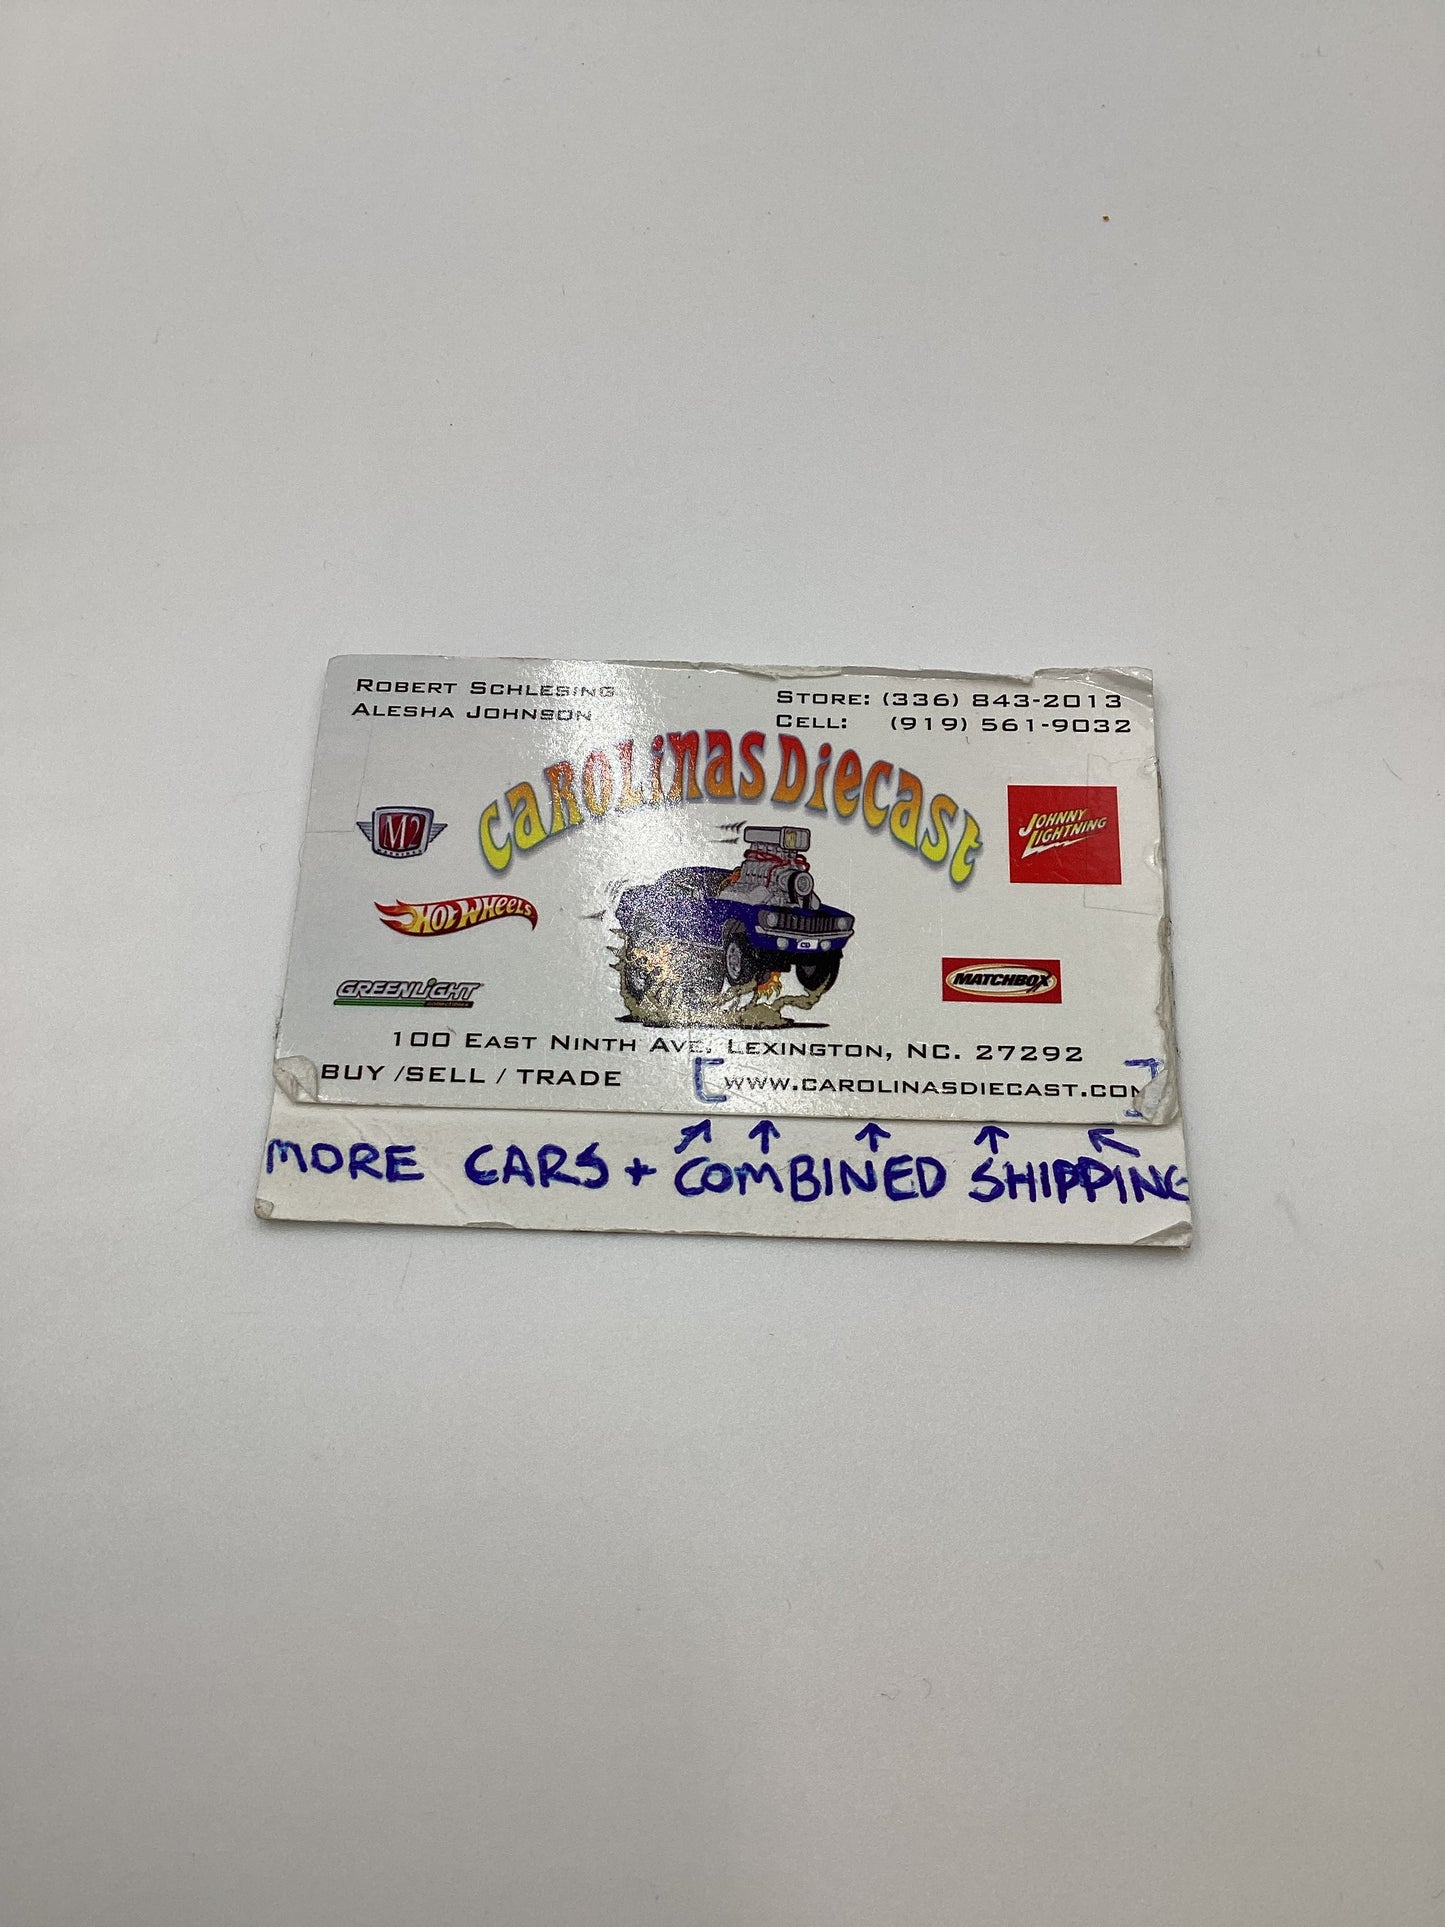 ROBERT SCHLESING
ALESHA JOHNSON
STORE: (336) 843-2013
CELL: (919) 561-9032
CAROLINAS DIECAST
M2
JOHNNY LIGHTNING
HOT WHEELS
CD
GREENLIGHT
MATCHBOX
100 EAST NINTH AVE, LEXINGTON, NC. 27292
BUY /SELL / TRADE
WWW.CAROLINASDIECAST.COM
MORE CARS + COMBINED SHIPPING